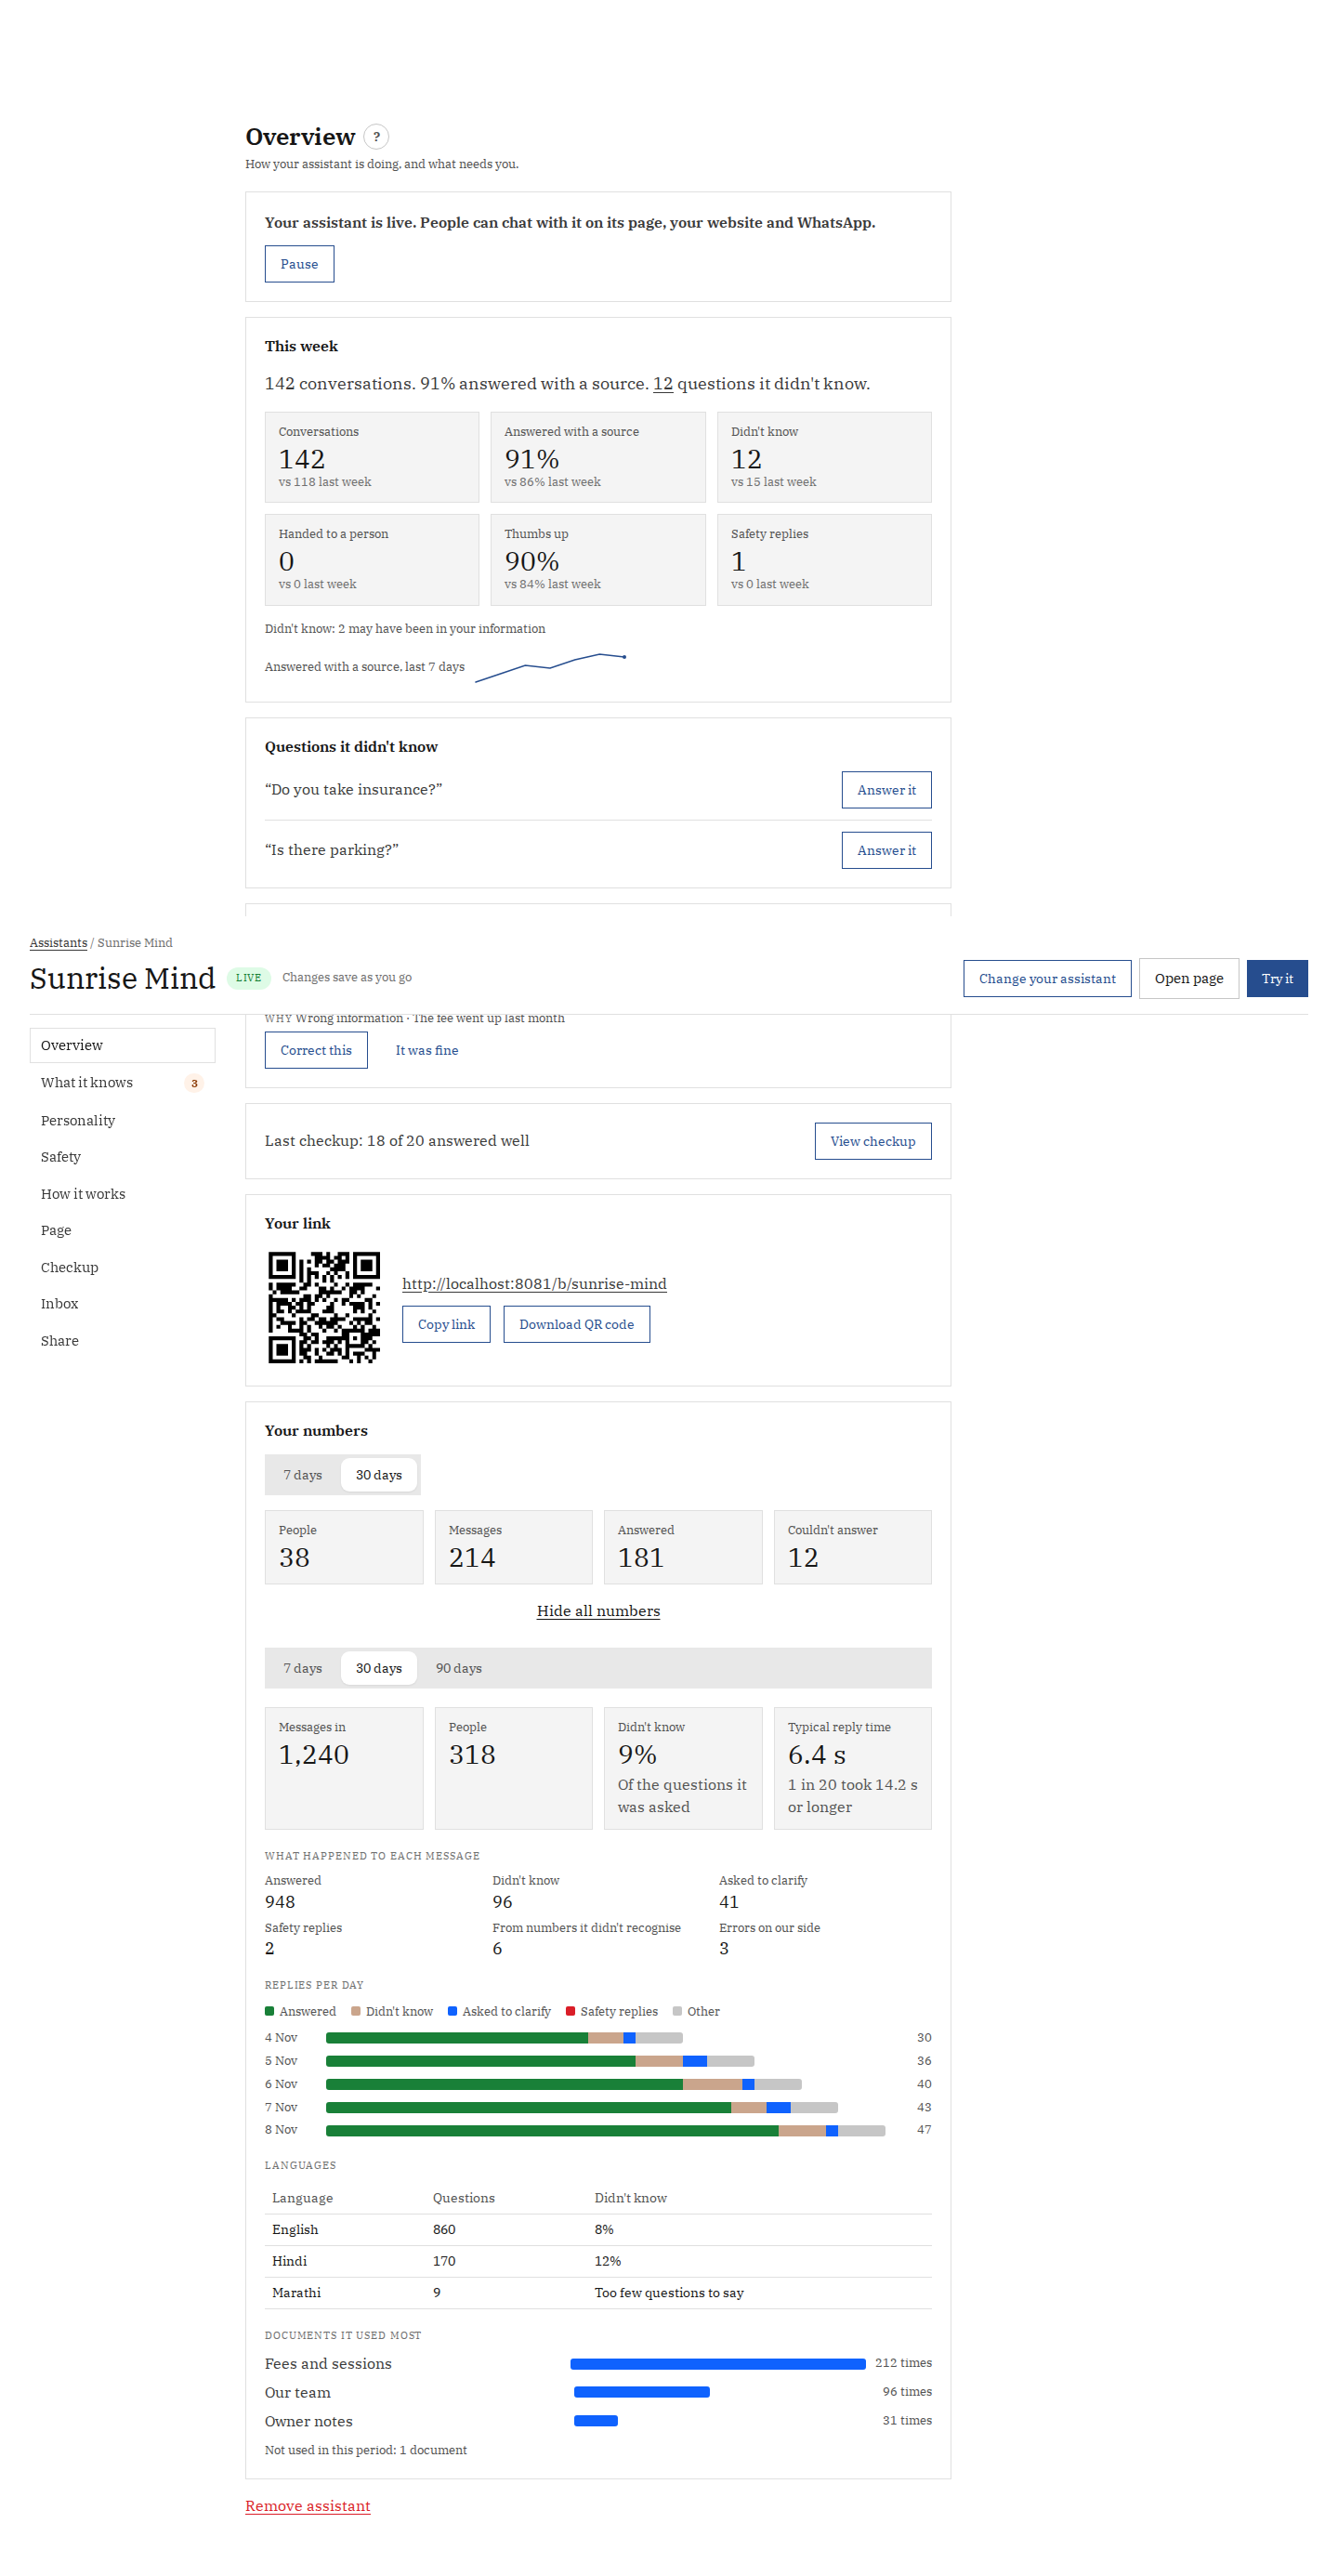 Overview ?
How your assistant is doing, and what needs you.
Your assistant is live. People can chat with it on its page, your website and WhatsApp.
Pause
This week
142 conversations. 91% answered with a source. 12 questions it didn't know.
Conversations
142
vs 118 last week
Answered with a source
91%
vs 86% last week
Didn't know
12
vs 15 last week
Handed to a person
0
vs 0 last week
Thumbs up
90%
vs 84% last week
Safety replies
1
vs 0 last week
Didn't know: 2 may have been in your information
Answered with a source, last 7 days
Questions it didn't know
“Do you take insurance?”
Answer it
“Is there parking?”
Answer it
Assistants / Sunrise Mind
Sunrise Mind LIVE Changes save as you go
Change your assistant
Open page
Try it
Overview
What it knows 3
Personality
Safety
How it works
Page
Checkup
Inbox
Share
WHY Wrong information · The fee went up last month
Correct this
It was fine
Last checkup: 18 of 20 answered well
View checkup
Your link
http://localhost:8081/b/sunrise-mind
Copy link
Download QR code
Your numbers
7 days 30 days
People
38
Messages
214
Answered
181
Couldn't answer
12
Hide all numbers
7 days 30 days 90 days
Messages in
1,240
People
318
Didn't know
9%
Of the questions it
was asked
Typical reply time
6.4 s
1 in 20 took 14.2 s
or longer
WHAT HAPPENED TO EACH MESSAGE
Answered
948
Didn't know
96
Asked to clarify
41
Safety replies
2
From numbers it didn't recognise
6
Errors on our side
3
REPLIES PER DAY
Answered Didn't know Asked to clarify Safety replies Other
4 Nov 30
5 Nov 36
6 Nov 40
7 Nov 43
8 Nov 47
LANGUAGES
Language Questions Didn't know
English 860 8%
Hindi 170 12%
Marathi 9 Too few questions to say
DOCUMENTS IT USED MOST
Fees and sessions 212 times
Our team 96 times
Owner notes 31 times
Not used in this period: 1 document
Remove assistant